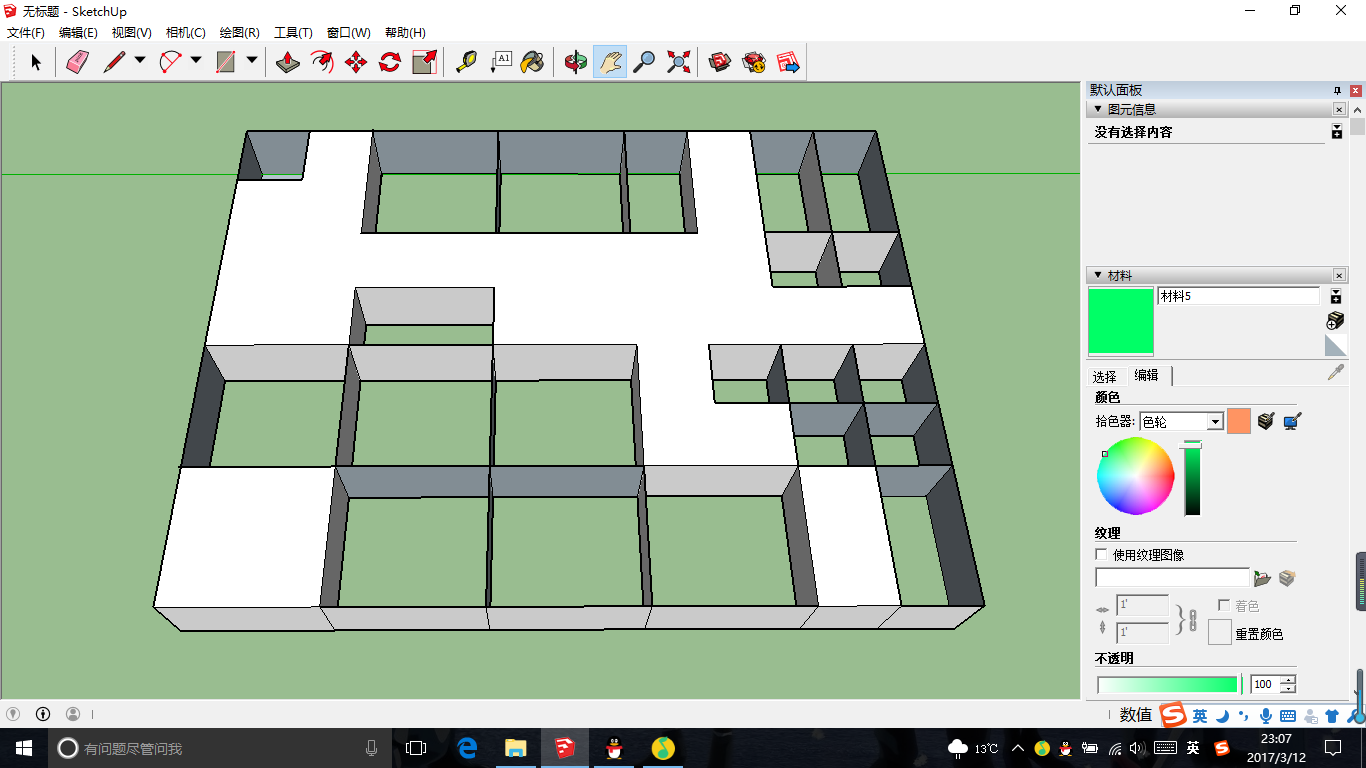 无标题 - SketchUp
文件(F) 编辑(E) 视图(V) 相机(C) 绘图(R) 工具(T) 窗口(W) 帮助(H)
A1
默认面板
图元信息
没有选择内容
材料
材料5
选择 编辑
颜色
拾色器: 色轮
纹理
使用纹理图像
1' 着色
1' 重置颜色
不透明
100
数值 英
有问题尽管问我
13℃ 英 23:07
2017/3/12